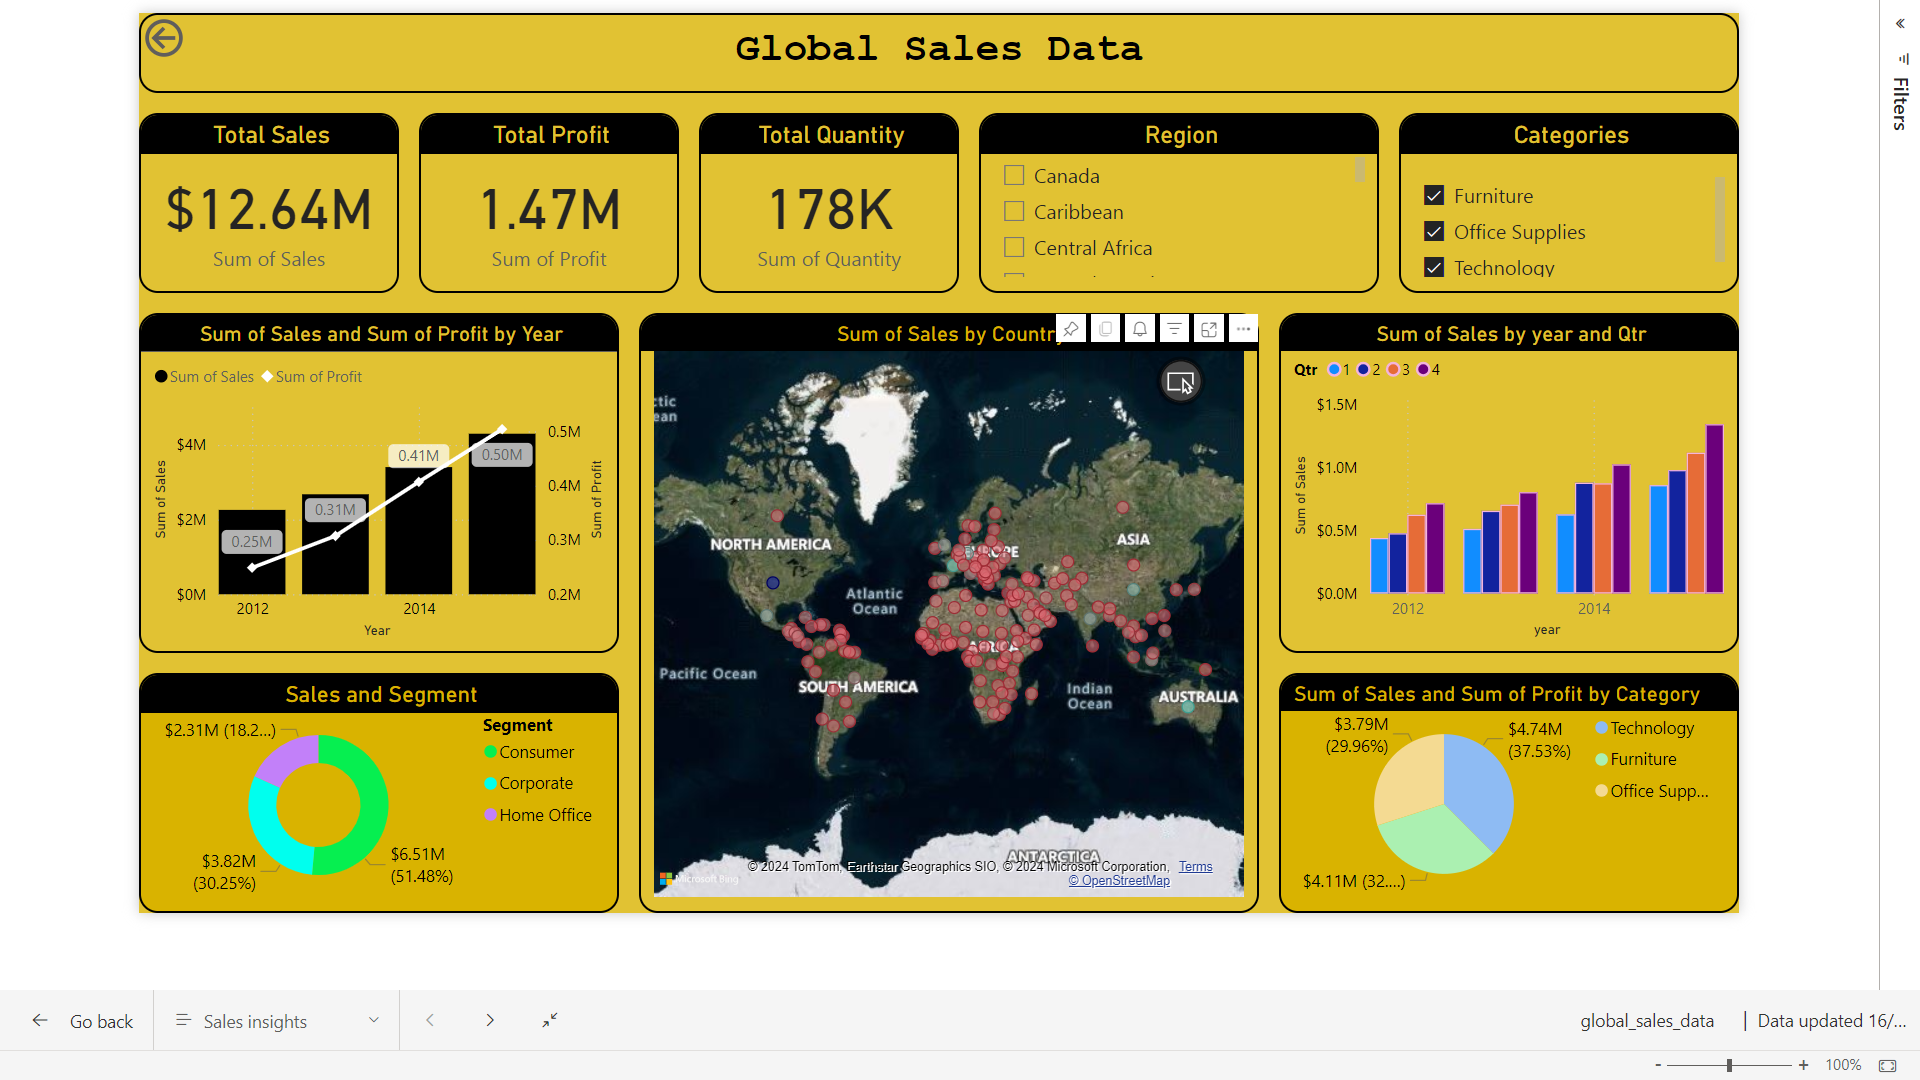 Global Sales Data
Filters
Total Sales
$12.64M
Sum of Sales
Total Profit
1.47M
Sum of Profit
Total Quantity
178K
Sum of Quantity
Region
Canada
Caribbean
Central Africa
Categories
Furniture
Office Supplies
Technology
Sum of Sales and Sum of Profit by Year
Sum of Sales Sum of Profit
Sum of Sales
$4M
$2M
$0M
0.25M
0.31M
0.41M
0.50M
0.5M
0.4M
0.3M
0.2M
Sum of Profit
2012
2014
Year
Sum of Sales by Country
NORTH AMERICA
EUROPE
ASIA
Atlantic
Ocean
AFRICA
Pacific Ocean
SOUTH AMERICA
Indian
Ocean
AUSTRALIA
ANTARCTICA
Microsoft Bing
© 2024 TomTom, Earthstar Geographics SIO, © 2024 Microsoft Corporation, Terms
© OpenStreetMap
Sum of Sales by year and Qtr
Qtr 1 2 3 4
$1.5M
$1.0M
$0.5M
$0.0M
Sum of Sales
2012
2014
year
Sales and Segment
$2.31M (18.2...)
$3.82M
(30.25%)
$6.51M
(51.48%)
Segment
Consumer
Corporate
Home Office
Sum of Sales and Sum of Profit by Category
$3.79M
(29.96%)
$4.74M
(37.53%)
$4.11M (32....)
Technology
Furniture
Office Supp...
Go back
Sales insights
global_sales_data | Data updated 16/...
- + 100%